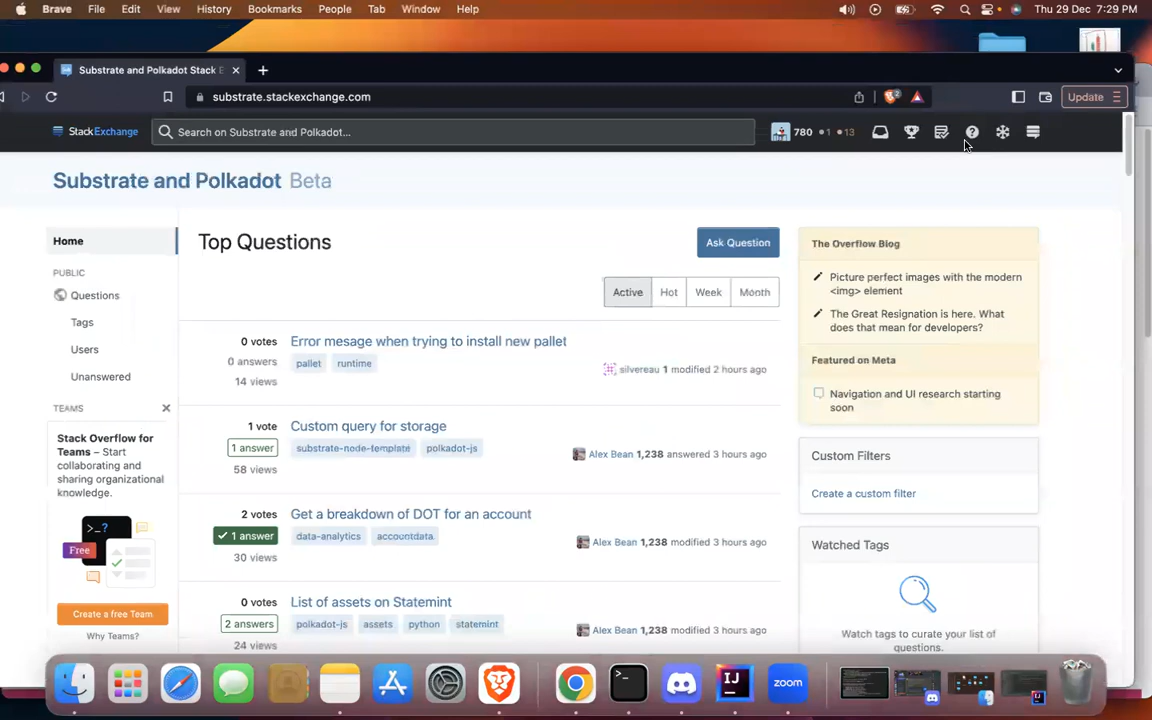 Brave File Edit View History Bookmarks People Tab Window Help Thu 29 Dec 7:29 PM
Substrate and Polkadot Stack E
substrate.stackexchange.com 2 Update
StackExchange Search on Substrate and Polkadot... 780 1 13
Substrate and Polkadot Beta
Home
PUBLIC
Questions
Tags
Users
Unanswered
TEAMS
Stack Overflow for
Teams – Start
collaborating and
sharing organizational
knowledge.
>_?
Free
Create a free Team
Why Teams?
Top Questions
Ask Question
Active Hot Week Month
0 votes
0 answers
14 views
Error mesage when trying to install new pallet
pallet runtime
silvereau 1 modified 2 hours ago
1 vote
1 answer
58 views
Custom query for storage
substrate-node-template polkadot-js
Alex Bean 1,238 answered 3 hours ago
2 votes
1 answer
30 views
Get a breakdown of DOT for an account
data-analytics accountdata
Alex Bean 1,238 modified 3 hours ago
0 votes
2 answers
24 views
List of assets on Statemint
polkadot-js assets python statemint
Alex Bean 1,238 modified 3 hours ago
The Overflow Blog
Picture perfect images with the modern
<img> element
The Great Resignation is here. What
does that mean for developers?
Featured on Meta
Navigation and UI research starting
soon
Custom Filters
Create a custom filter
Watched Tags
Watch tags to curate your list of
questions.
>_
IJ
zoom